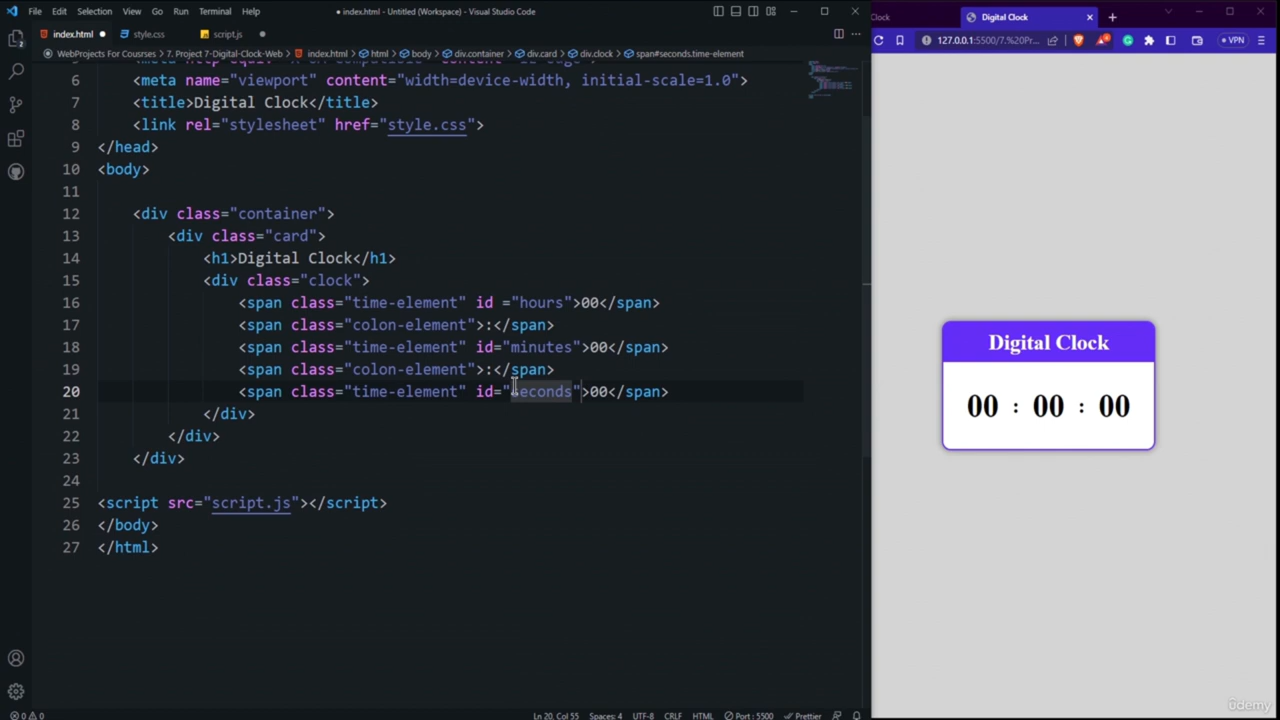 File Edit Selection View Go Run Terminal Help
● index.html - Untitled (Workspace) - Visual Studio Code
Clock
Digital Clock
index.html
style.css
script.js
127.0.0.1:5500/7.%20Pr
VPN
WebProjects For Coursses > 7. Project 7-Digital-Clock-Web > index.html > html > body > div.container > div.card > div.clock > span#seconds.time-element
6 <meta name="viewport" content="width=device-width, initial-scale=1.0">
7 <title>Digital Clock</title>
8 <link rel="stylesheet" href="style.css">
9 </head>
10 <body>
11
12 <div class="container">
13 <div class="card">
14 <h1>Digital Clock</h1>
15 <div class="clock">
16 <span class="time-element" id ="hours">00</span>
17 <span class="colon-element">:</span>
18 <span class="time-element" id="minutes">00</span>
19 <span class="colon-element">:</span>
20 <span class="time-element" id="seconds">00</span>
21 </div>
22 </div>
23 </div>
24
25 <script src="script.js"></script>
26 </body>
27 </html>
Digital Clock
00 : 00 : 00
0 0
Ln 20, Col 55 Spaces: 4 UTF-8 CRLF HTML Port : 5500 Prettier
ûdemy